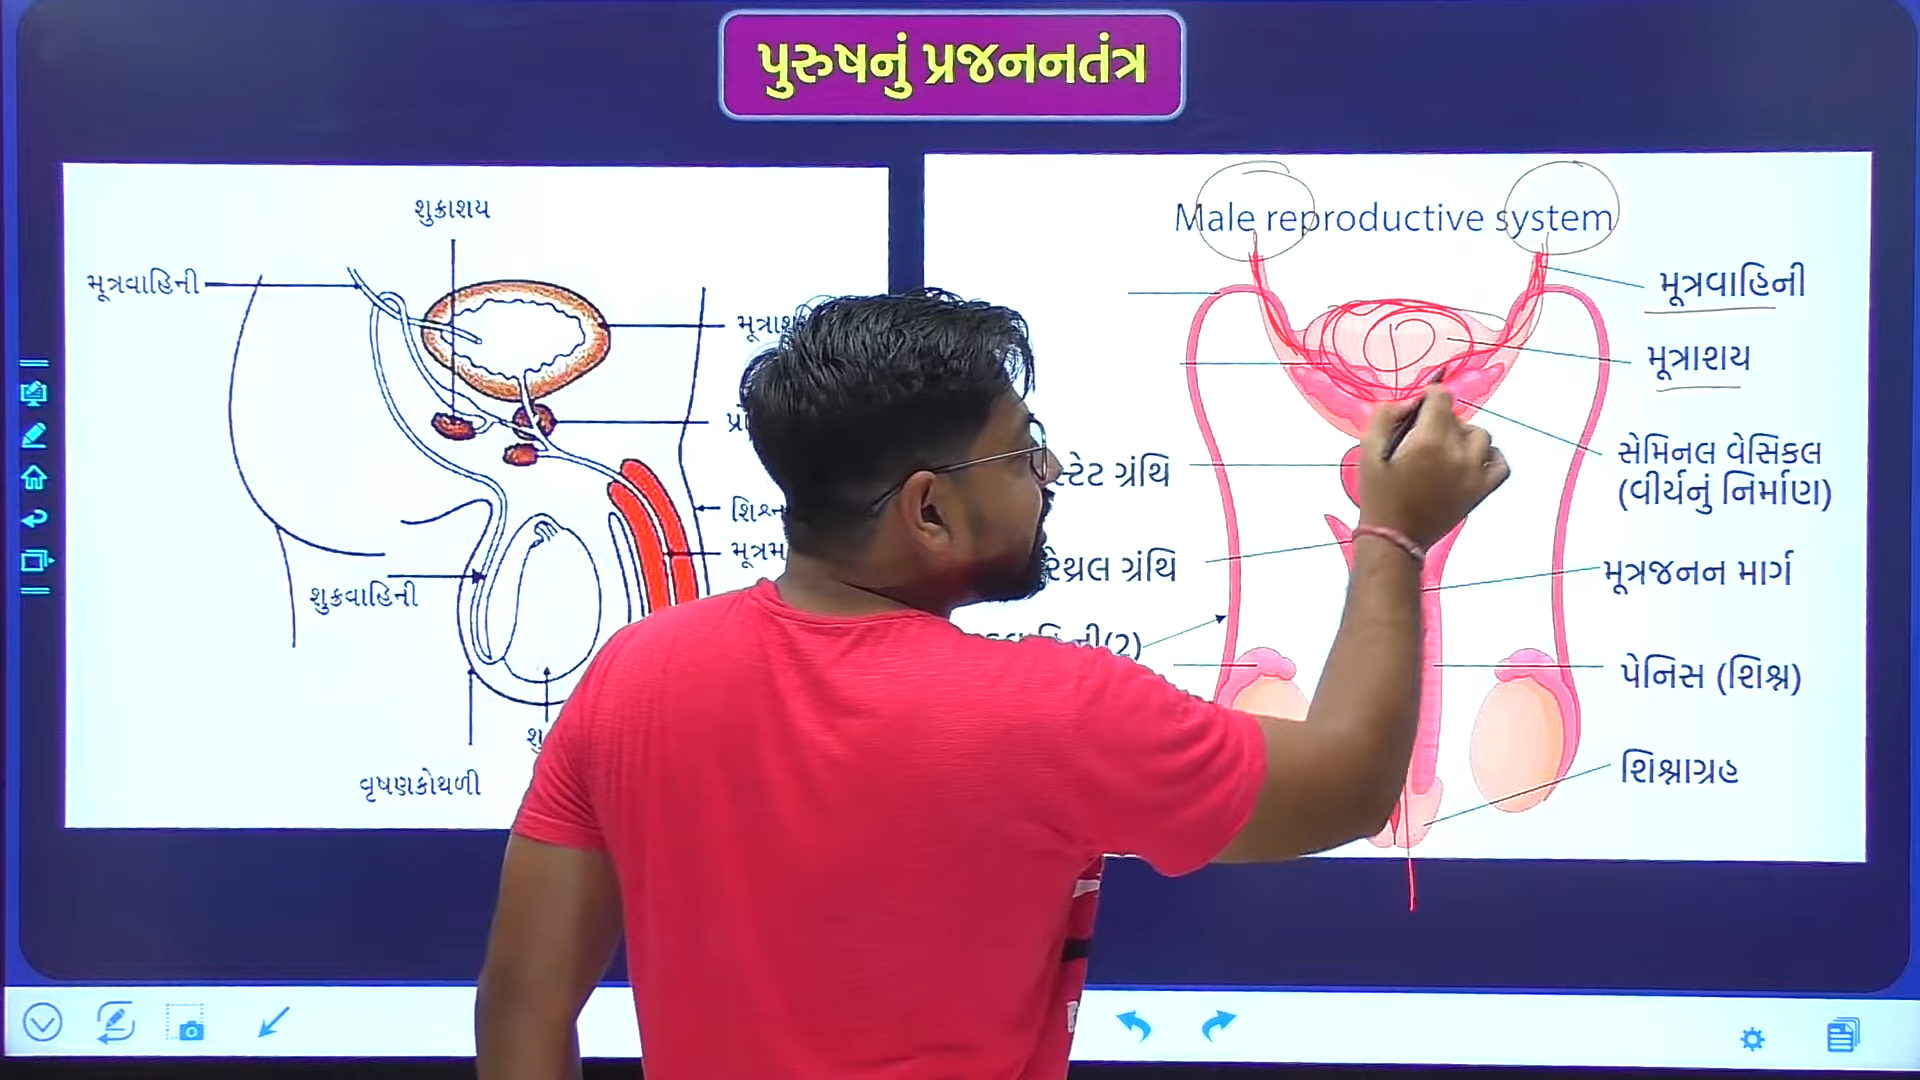 પુરુષનું પ્રજનનતંત્ર
શુક્રાશય
મૂત્રવાહિની
શુક્રવાહિની
વૃષણકોથળી
Male reproductive system
મૂત્રવાહિની
મૂત્રાશય
સેમિનલ વેસિકલ
(વીર્યનું નિર્માણ)
ગ્રંથિ
ગ્રંથિ
મૂત્રજનન માર્ગ
પેનિસ (શિશ્ન)
શિશ્નાગ્રહ